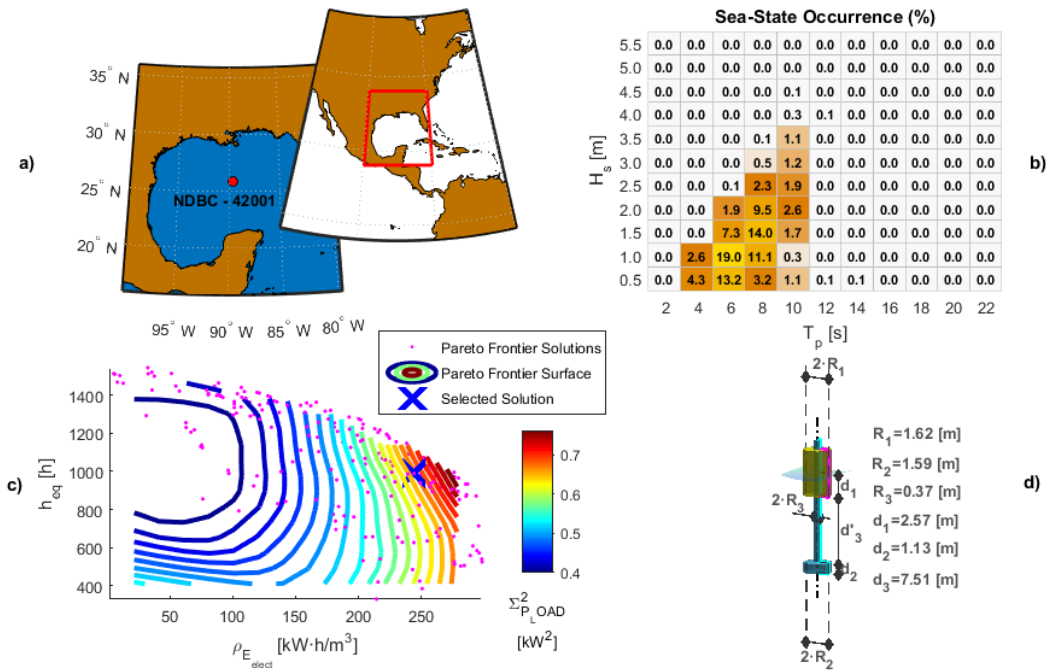 a)
35° N
30° N
25° N
20° N
NDBC - 42001
95° W 90° W 85° W 80° W
b)
Sea-State Occurrence (%)
H_s [m]
5.5 0.0 0.0 0.0 0.0 0.0 0.0 0.0 0.0 0.0 0.0 0.0
5.0 0.0 0.0 0.0 0.0 0.0 0.0 0.0 0.0 0.0 0.0 0.0
4.5 0.0 0.0 0.0 0.0 0.1 0.0 0.0 0.0 0.0 0.0 0.0
4.0 0.0 0.0 0.0 0.0 0.3 0.1 0.0 0.0 0.0 0.0 0.0
3.5 0.0 0.0 0.0 0.1 1.1 0.0 0.0 0.0 0.0 0.0 0.0
3.0 0.0 0.0 0.0 0.5 1.2 0.0 0.0 0.0 0.0 0.0 0.0
2.5 0.0 0.0 0.1 2.3 1.9 0.0 0.0 0.0 0.0 0.0 0.0
2.0 0.0 0.0 1.9 9.5 2.6 0.0 0.0 0.0 0.0 0.0 0.0
1.5 0.0 0.0 7.3 14.0 1.7 0.0 0.0 0.0 0.0 0.0 0.0
1.0 0.0 2.6 19.0 11.1 0.3 0.0 0.0 0.0 0.0 0.0 0.0
0.5 0.0 4.3 13.2 3.2 1.1 0.1 0.1 0.0 0.0 0.0 0.0
2 4 6 8 10 12 14 16 18 20 22
T_p [s]
c)
Pareto Frontier Solutions
Pareto Frontier Surface
Selected Solution
h_eq [h]
1400
1200
1000
800
600
400
50 100 150 200 250
ρ_E_elect [kW·h/m³]
0.7
0.6
0.5
0.4
Σ²_P_LOAD
[kW²]
d)
2·R₁
d₁
2·R₃
d'₃
d₂
2·R₂
R₁=1.62 [m]
R₂=1.59 [m]
R₃=0.37 [m]
d₁=2.57 [m]
d₂=1.13 [m]
d₃=7.51 [m]